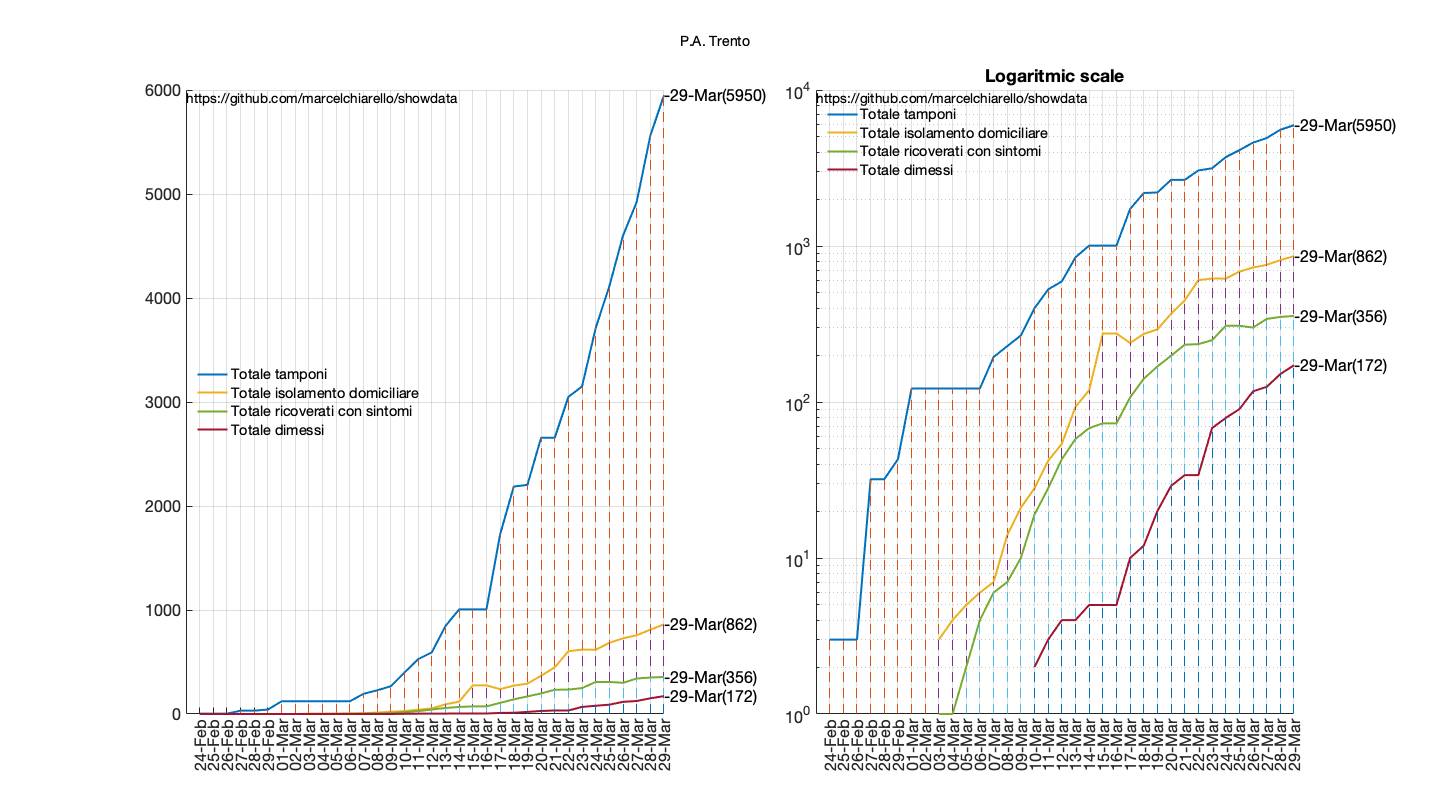 P.A. Trento
6000
5000
4000
3000
2000
1000
0
https://github.com/marcelchiarello/showdata
Totale tamponi
Totale isolamento domiciliare
Totale ricoverati con sintomi
Totale dimessi
-29-Mar(5950)
-29-Mar(862)
-29-Mar(356)
-29-Mar(172)
24-Feb
25-Feb
26-Feb
27-Feb
28-Feb
29-Feb
01-Mar
02-Mar
03-Mar
04-Mar
05-Mar
06-Mar
07-Mar
08-Mar
09-Mar
10-Mar
11-Mar
12-Mar
13-Mar
14-Mar
15-Mar
16-Mar
17-Mar
18-Mar
19-Mar
20-Mar
21-Mar
22-Mar
23-Mar
24-Mar
25-Mar
26-Mar
27-Mar
28-Mar
29-Mar
Logaritmic scale
10^4
10^3
10^2
10^1
10^0
https://github.com/marcelchiarello/showdata
Totale tamponi
Totale isolamento domiciliare
Totale ricoverati con sintomi
Totale dimessi
-29-Mar(5950)
-29-Mar(862)
-29-Mar(356)
-29-Mar(172)
24-Feb
25-Feb
26-Feb
27-Feb
28-Feb
29-Feb
01-Mar
02-Mar
03-Mar
04-Mar
05-Mar
06-Mar
07-Mar
08-Mar
09-Mar
10-Mar
11-Mar
12-Mar
13-Mar
14-Mar
15-Mar
16-Mar
17-Mar
18-Mar
19-Mar
20-Mar
21-Mar
22-Mar
23-Mar
24-Mar
25-Mar
26-Mar
27-Mar
28-Mar
29-Mar